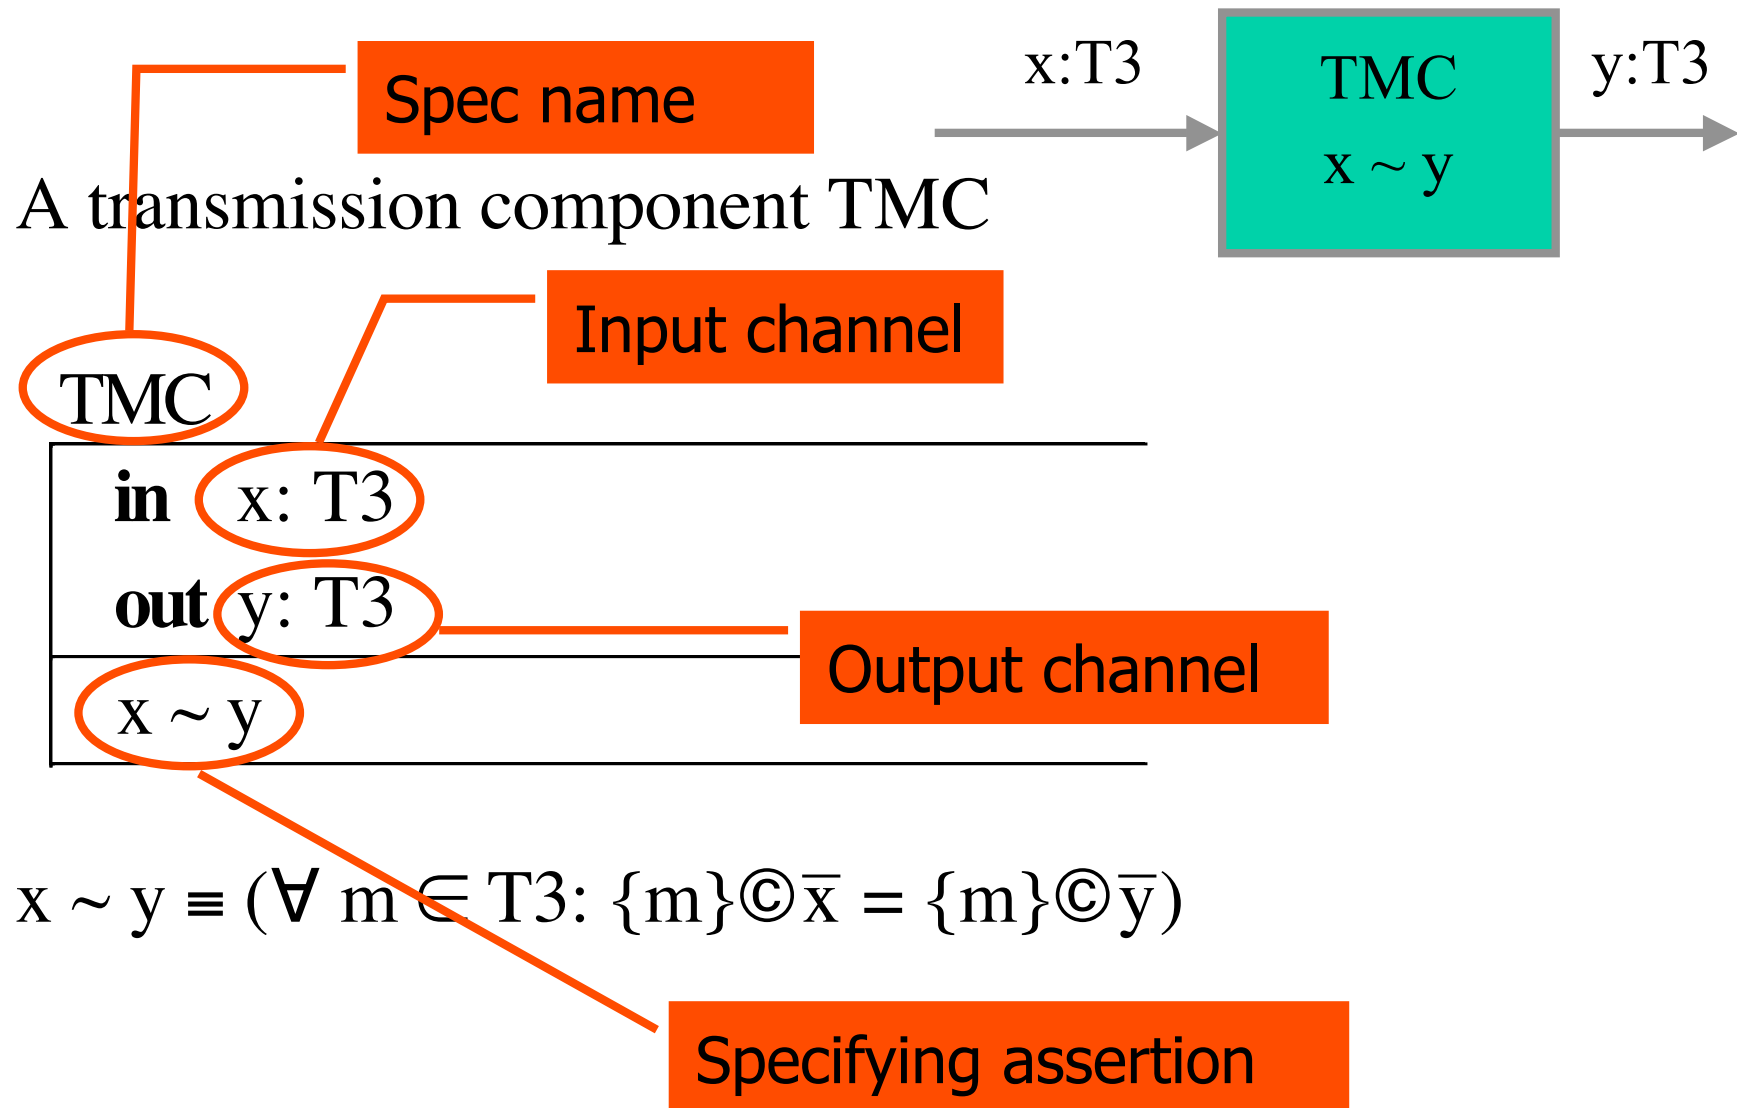 Spec name
x:T3
TMC
x ~ y
y:T3
A transmission component TMC
Input channel
TMC
in x: T3
out y: T3
Output channel
x ~ y
x ~ y ≡ (∀ m ∈ T3: {m}©x̅ = {m}©y̅)
Specifying assertion